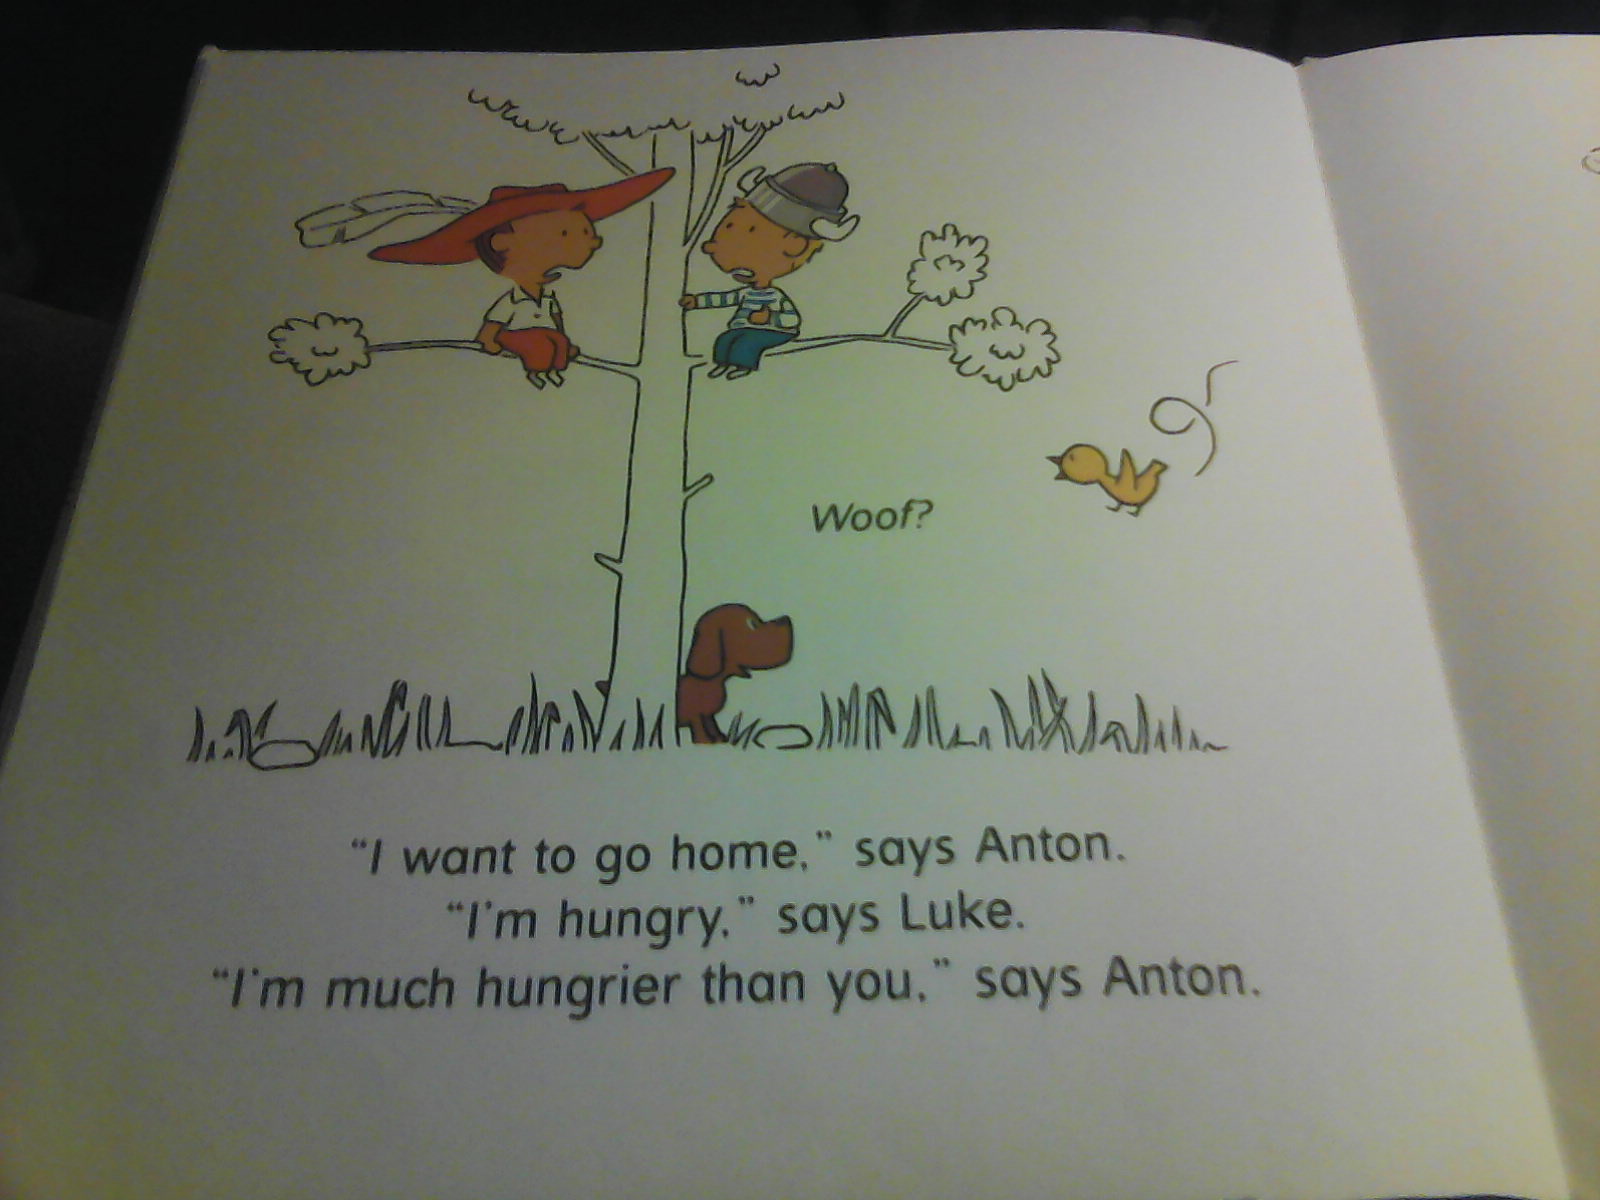 Woof?
“I want to go home,” says Anton.
“I'm hungry,” says Luke.
“I'm much hungrier than you,” says Anton.